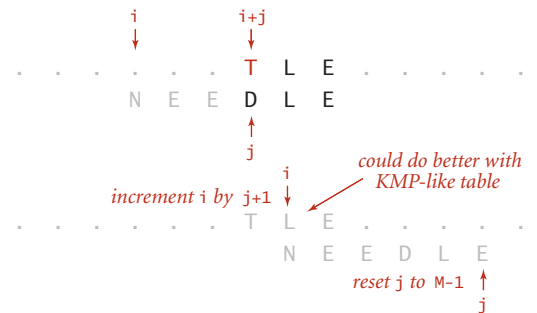 i i+j
. . . . . . T L E . . . . .
N E E D L E
j
could do better with
KMP-like table
i
increment i by j+1
. . . . . . T L E . . . . .
N E E D L E
reset j to M-1
j